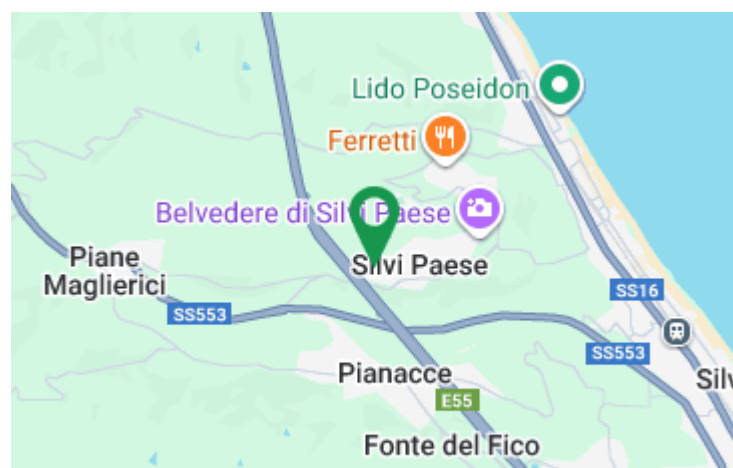 Lido Poseidon
Ferretti
Belvedere di Silvi Paese
Silvi Paese
Piane
Maglierici
SS16
SS553
SS553
Pianacce
Silv
E55
Fonte del Fico